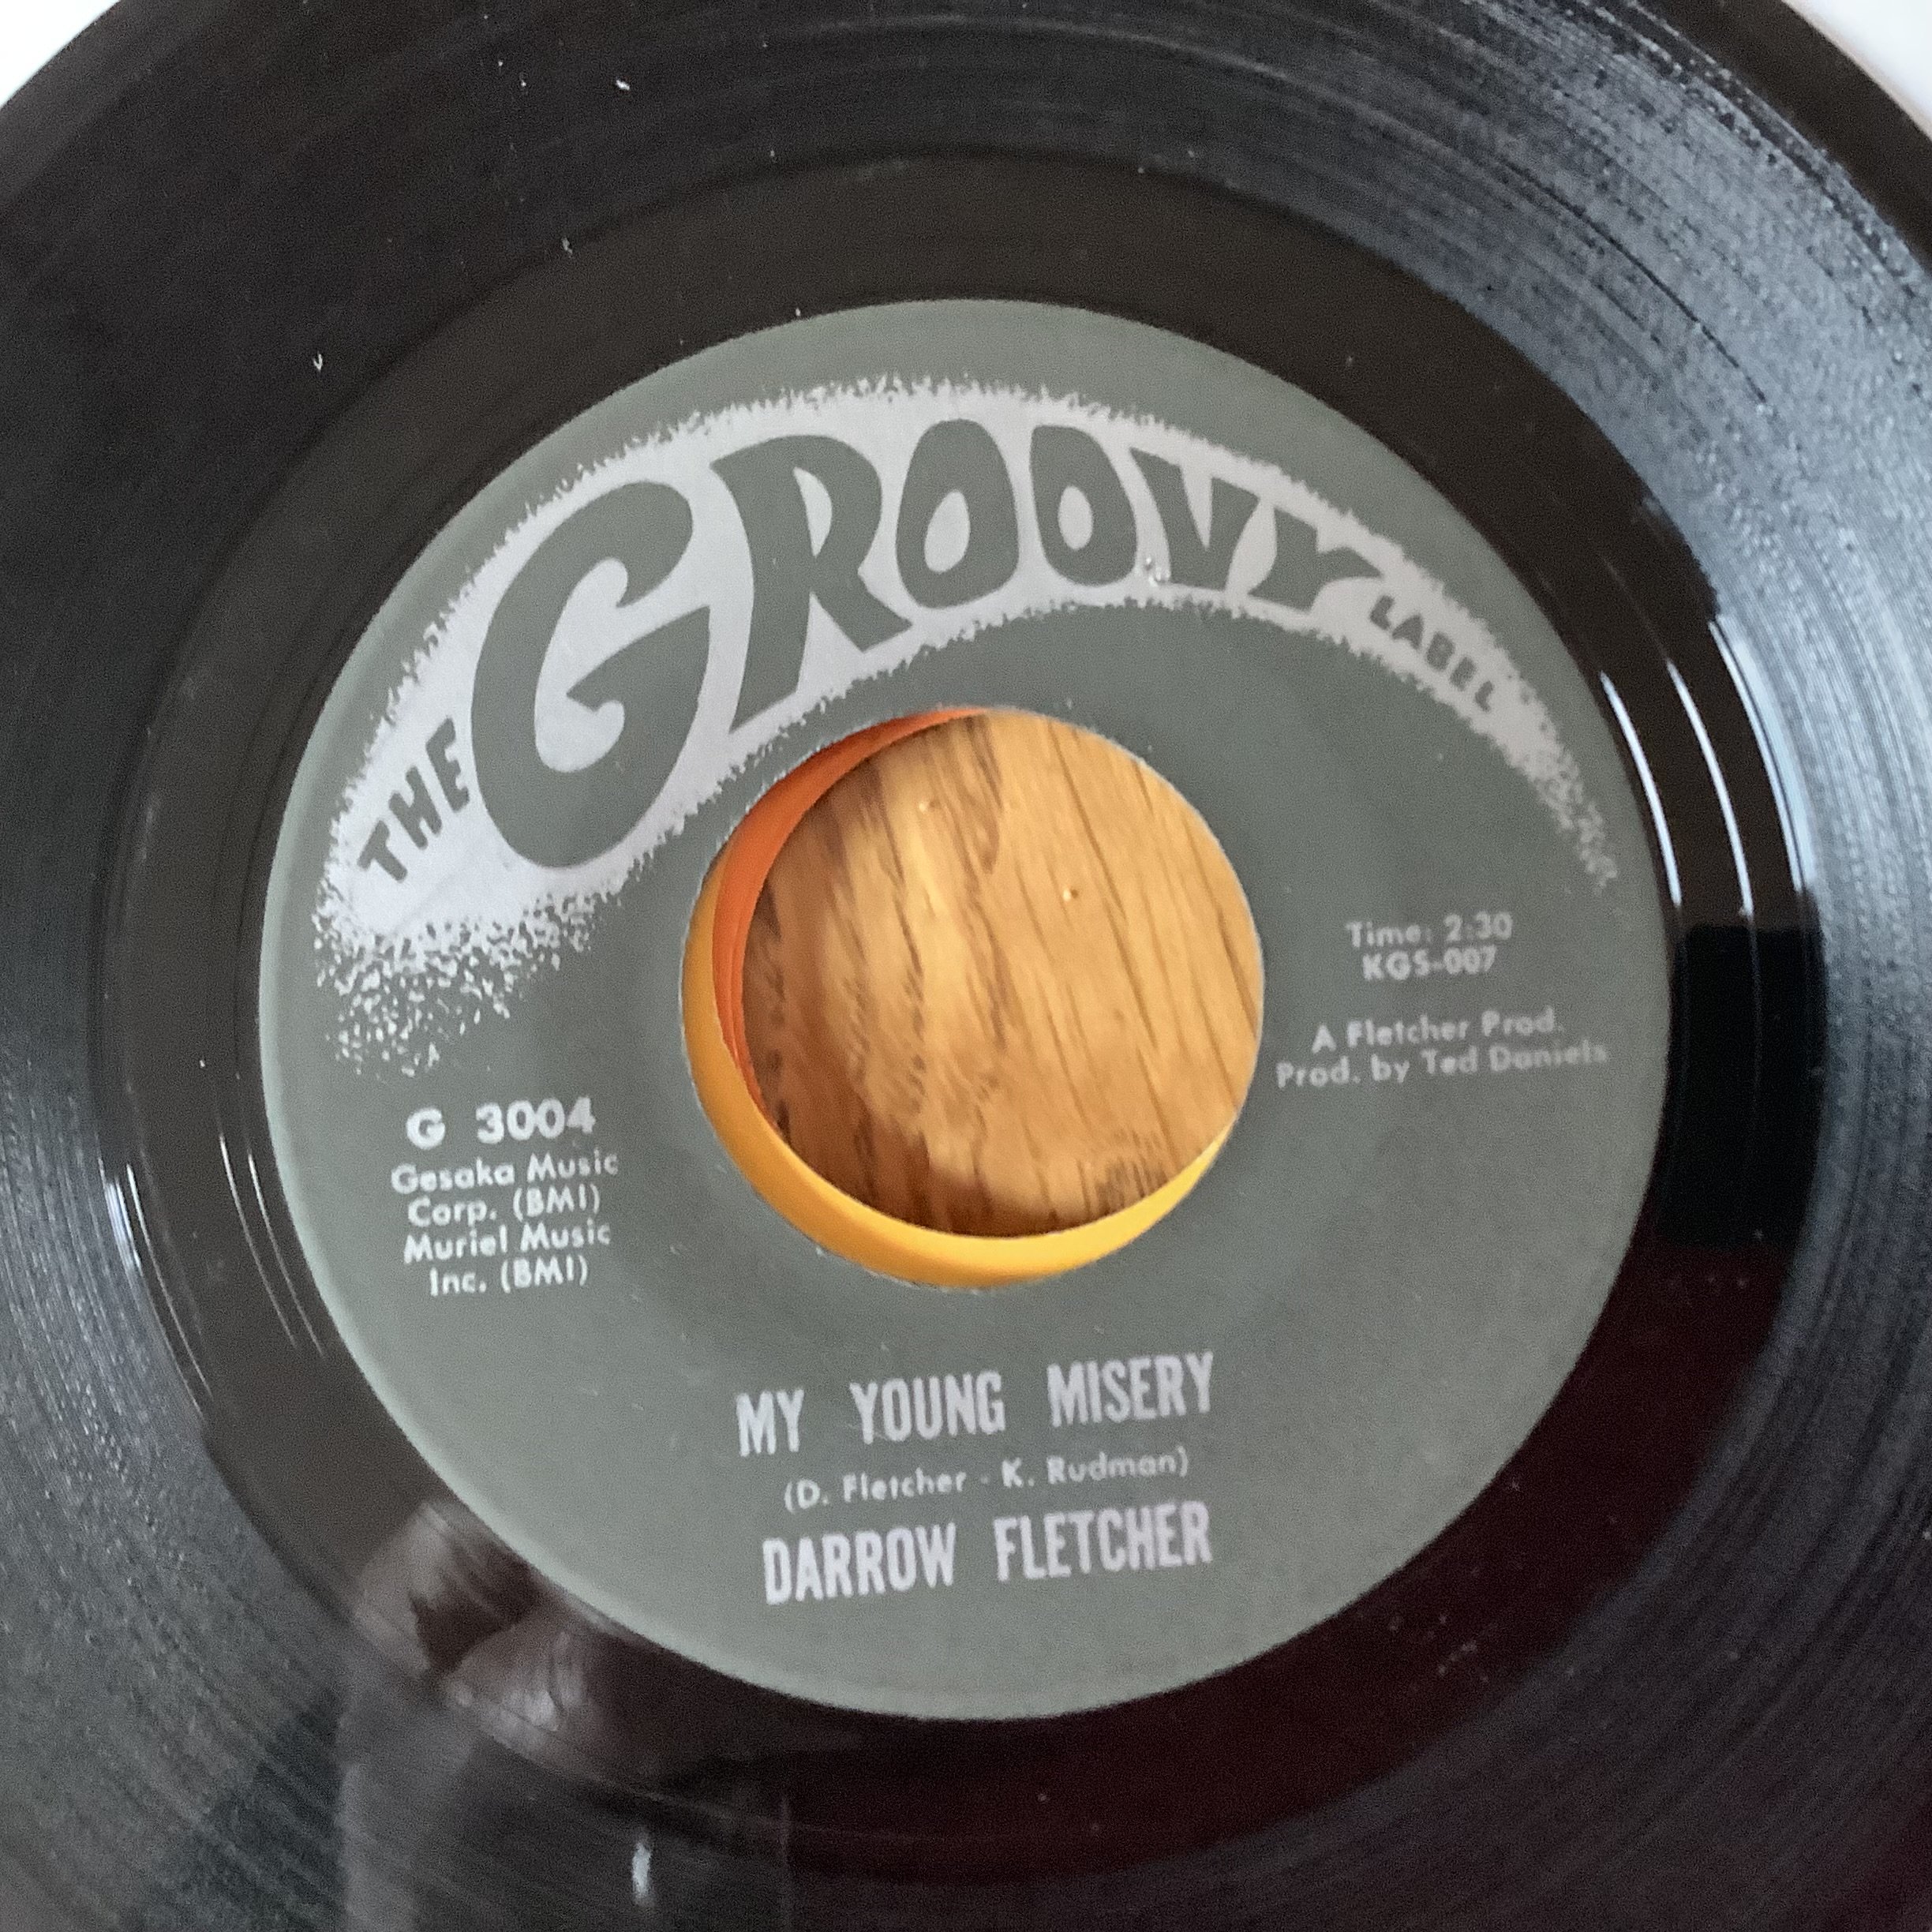 THE GROOVY LABEL
Time: 2:30
KGS-007
A Fletcher Prod.
Prod. by Ted Daniels
G 3004
Gesaka Music
Corp. (BMI)
Muriel Music
Inc. (BMI)
MY YOUNG MISERY
(D. Fletcher - K. Rudman)
DARROW FLETCHER